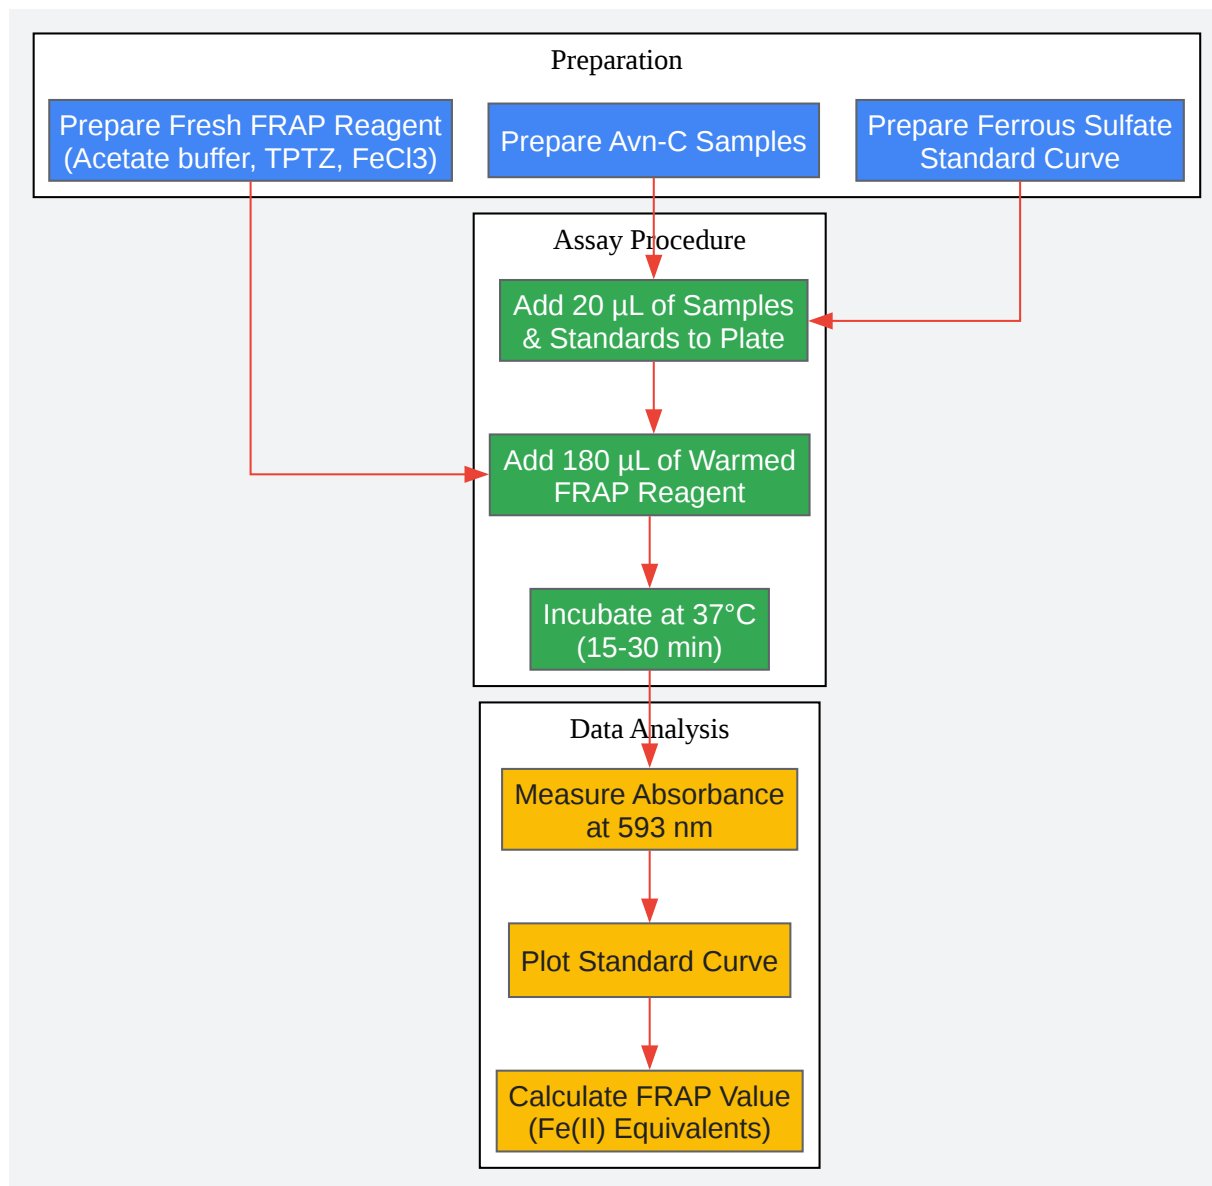 Preparation
Prepare Fresh FRAP Reagent
(Acetate buffer, TPTZ, FeCl3)
Prepare Avn-C Samples
Prepare Ferrous Sulfate
Standard Curve
Assay Procedure
Add 20 µL of Samples
& Standards to Plate
Add 180 µL of Warmed
FRAP Reagent
Incubate at 37°C
(15-30 min)
Data Analysis
Measure Absorbance
at 593 nm
Plot Standard Curve
Calculate FRAP Value
(Fe(II) Equivalents)